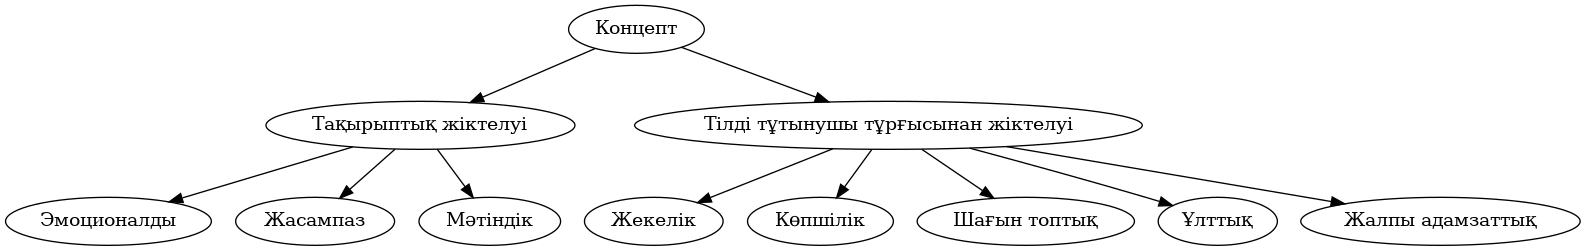 Концепт
Тақырыптық жіктелуі
Тілді тұтынушы тұрғысынан жіктелуі
Эмоционалды
Жасампаз
Мәтіндік
Жекелік
Көпшілік
Шағын топтық
Ұлттық
Жалпы адамзаттық